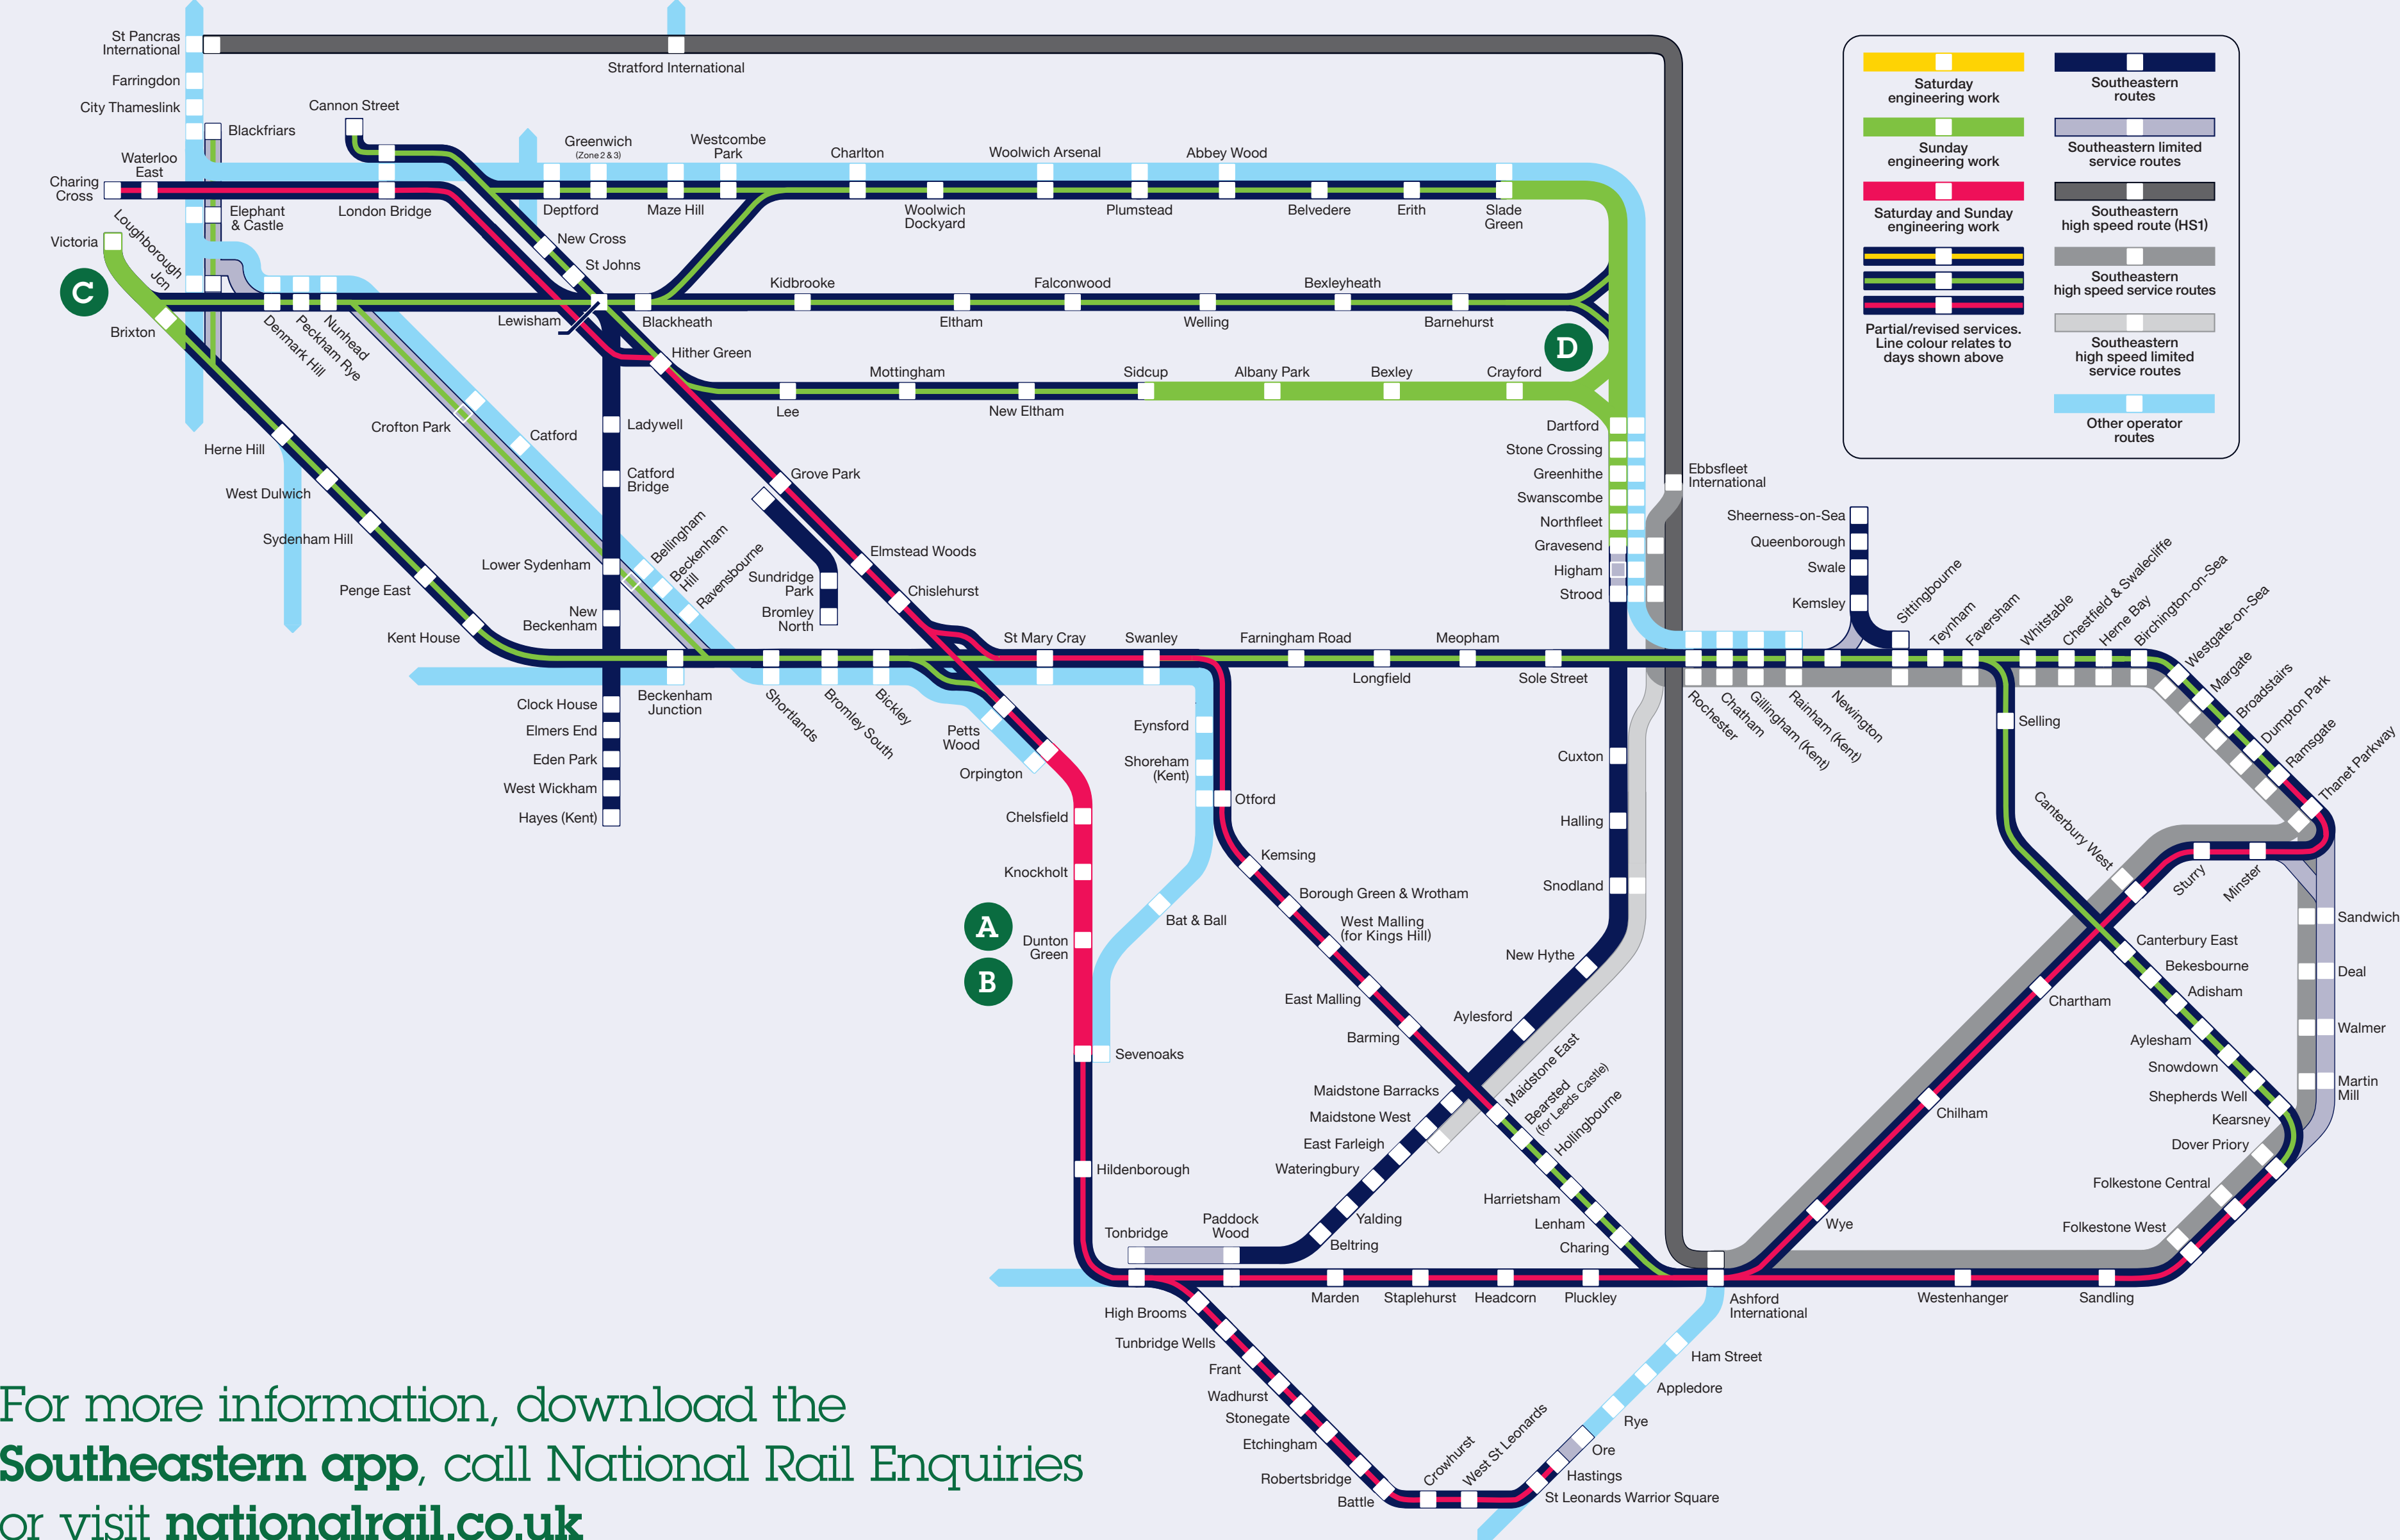 St Pancras
International
Farringdon
City Thameslink
Blackfriars
Waterloo
East
Charing
Cross
Cannon Street
Stratford International
Greenwich
(Zone 2 & 3)
Westcombe
Park
Charlton
Woolwich Arsenal
Abbey Wood
London Bridge
Deptford
Maze Hill
Woolwich
Dockyard
Plumstead
Belvedere
Erith
Slade
Green
Elephant
& Castle
Loughborough
Jcn
Victoria
C
Brixton
Denmark Hill
Peckham Rye
Nunhead
New Cross
St Johns
Lewisham
Blackheath
Kidbrooke
Eltham
Falconwood
Welling
Bexleyheath
Barnehurst
D
Hither Green
Lee
Mottingham
New Eltham
Sidcup
Albany Park
Bexley
Crayford
Crofton Park
Catford
Ladywell
Catford
Bridge
Herne Hill
West Dulwich
Sydenham Hill
Penge East
Kent House
Lower Sydenham
New
Beckenham
Bellingham
Beckenham
Hill
Ravensbourne
Grove Park
Sundridge
Park
Bromley
North
Elmstead Woods
Chislehurst
Clock House
Elmers End
Eden Park
West Wickham
Hayes (Kent)
Beckenham
Junction
Shortlands
Bromley South
Bickley
Petts
Wood
Orpington
St Mary Cray
Swanley
Farningham Road
Longfield
Meopham
Sole Street
Dartford
Stone Crossing
Greenhithe
Swanscombe
Northfleet
Gravesend
Higham
Strood
Ebbsfleet
International
Sheerness-on-Sea
Queenborough
Swale
Kemsley
Sittingbourne
Teynham
Faversham
Whitstable
Chestfield & Swalecliffe
Herne Bay
Birchington-on-Sea
Westgate-on-Sea
Margate
Broadstairs
Dumpton Park
Ramsgate
Thanet Parkway
Rochester
Chatham
Gillingham (Kent)
Rainham (Kent)
Newington
Selling
Eynsford
Shoreham
(Kent)
Otford
Kemsing
Borough Green & Wrotham
West Malling
(for Kings Hill)
East Malling
Barming
Bat & Ball
Chelsfield
Knockholt
A
Dunton
Green
B
Sevenoaks
Hildenborough
Cuxton
Halling
Snodland
New Hythe
Aylesford
Maidstone East
Bearsted
(for Leeds Castle)
Hollingbourne
Maidstone Barracks
Maidstone West
East Farleigh
Wateringbury
Yalding
Beltring
Harrietsham
Lenham
Charing
Tonbridge
Paddock
Wood
Marden
Staplehurst
Headcorn
Pluckley
Ashford
International
Westenhanger
Sandling
Folkestone West
Folkestone Central
Dover Priory
Kearsney
Shepherds Well
Snowdown
Aylesham
Adisham
Bekesbourne
Canterbury East
Canterbury West
Sturry
Minster
Sandwich
Deal
Walmer
Martin
Mill
Chartham
Chilham
Wye
High Brooms
Tunbridge Wells
Frant
Wadhurst
Stonegate
Etchingham
Robertsbridge
Battle
Crowhurst
West St Leonards
St Leonards Warrior Square
Hastings
Ore
Rye
Appledore
Ham Street
Saturday
engineering work
Sunday
engineering work
Saturday and Sunday
engineering work
Partial/revised services.
Line colour relates to
days shown above
Southeastern
routes
Southeastern limited
service routes
Southeastern
high speed route (HS1)
Southeastern
high speed service routes
Southeastern
high speed limited
service routes
Other operator
routes
For more information, download the
Southeastern app, call National Rail Enquiries
or visit nationalrail.co.uk